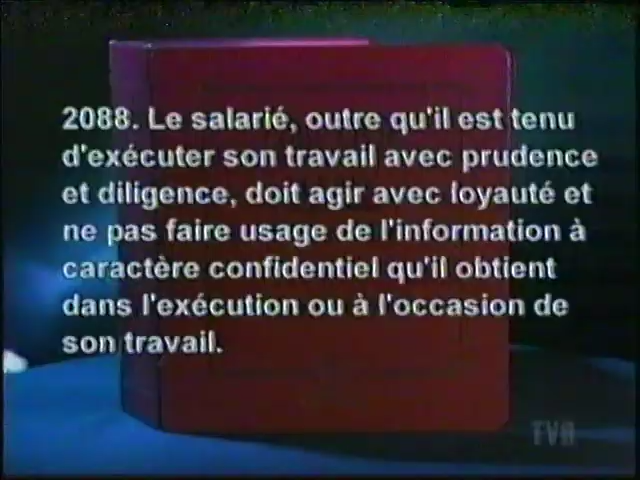 2088. Le salarié, outre qu'il est tenu
d'exécuter son travail avec prudence
et diligence, doit agir avec loyauté et
ne pas faire usage de l'information à
caractère confidentiel qu'il obtient
dans l'exécution ou à l'occasion de
son travail.
TVA